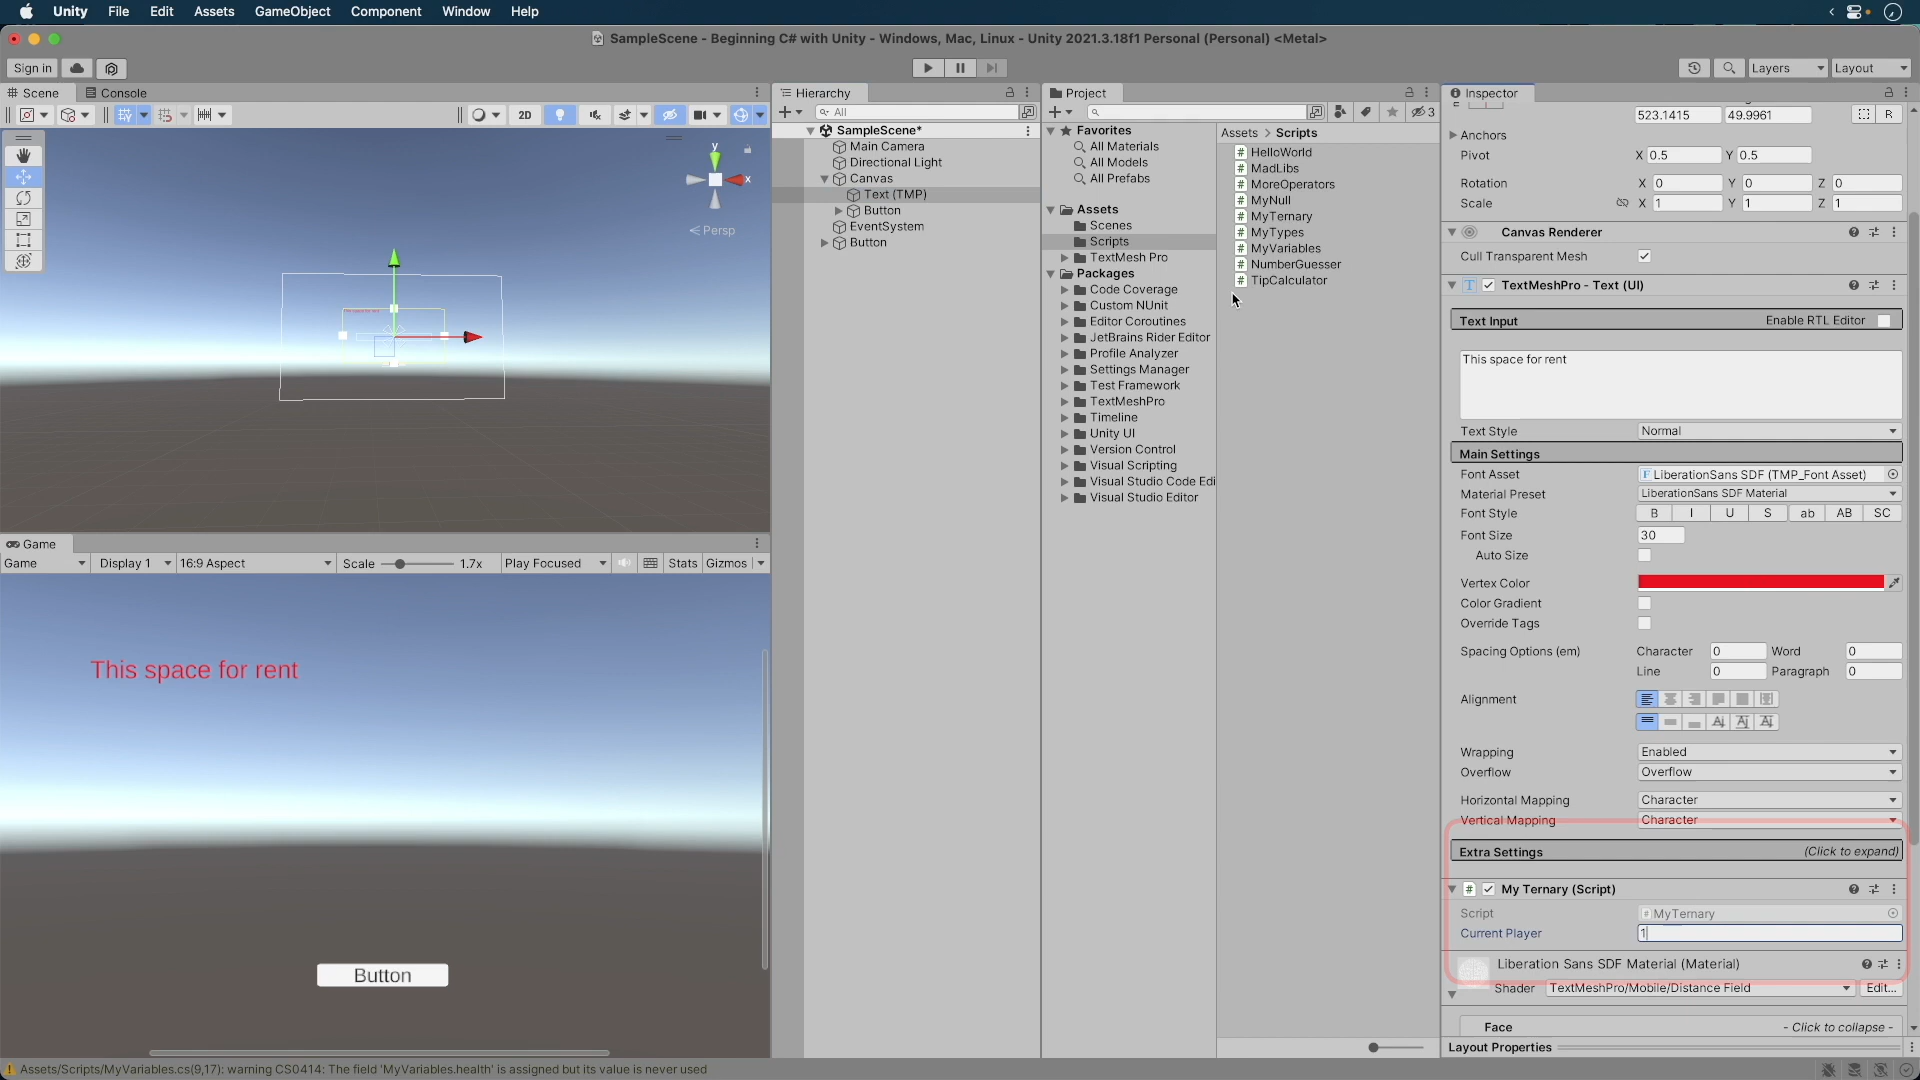 Unity File Edit Assets GameObject Component Window Help
SampleScene - Beginning C# with Unity - Windows, Mac, Linux - Unity 2021.3.18f1 Personal (Personal) <Metal>
Sign in
Layers
Layout
# Scene
Console
2D
y
x
< Persp
Game
Game
Display 1
16:9 Aspect
Scale
1.7x
Play Focused
Stats
Gizmos
This space for rent
Button
Hierarchy
All
SampleScene*
Main Camera
Directional Light
Canvas
Text (TMP)
Button
EventSystem
Button
Project
3
Favorites
All Materials
All Models
All Prefabs
Assets
Scenes
Scripts
TextMesh Pro
Packages
Code Coverage
Custom NUnit
Editor Coroutines
JetBrains Rider Editor
Profile Analyzer
Settings Manager
Test Framework
TextMeshPro
Timeline
Unity UI
Version Control
Visual Scripting
Visual Studio Code Edi
Visual Studio Editor
Assets > Scripts
# HelloWorld
# MadLibs
# MoreOperators
# MyNull
# MyTernary
# MyTypes
# MyVariables
# NumberGuesser
# TipCalculator
Inspector
523.1415 49.9961
R
Anchors
Pivot X 0.5 Y 0.5
Rotation X 0 Y 0 Z 0
Scale X 1 Y 1 Z 1
Canvas Renderer
Cull Transparent Mesh
TextMeshPro - Text (UI)
Text Input Enable RTL Editor
This space for rent
Text Style Normal
Main Settings
Font Asset F LiberationSans SDF (TMP_Font Asset)
Material Preset LiberationSans SDF Material
Font Style B I U S ab AB SC
Font Size 30
Auto Size
Vertex Color
Color Gradient
Override Tags
Spacing Options (em) Character 0 Word 0
Line 0 Paragraph 0
Alignment
Wrapping Enabled
Overflow Overflow
Horizontal Mapping Character
Vertical Mapping Character
Extra Settings (Click to expand)
# My Ternary (Script)
Script # MyTernary
Current Player 1
Liberation Sans SDF Material (Material)
Shader TextMeshPro/Mobile/Distance Field Edit...
Face - Click to collapse -
Layout Properties
Assets/Scripts/MyVariables.cs(9,17): warning CS0414: The field 'MyVariables.health' is assigned but its value is never used